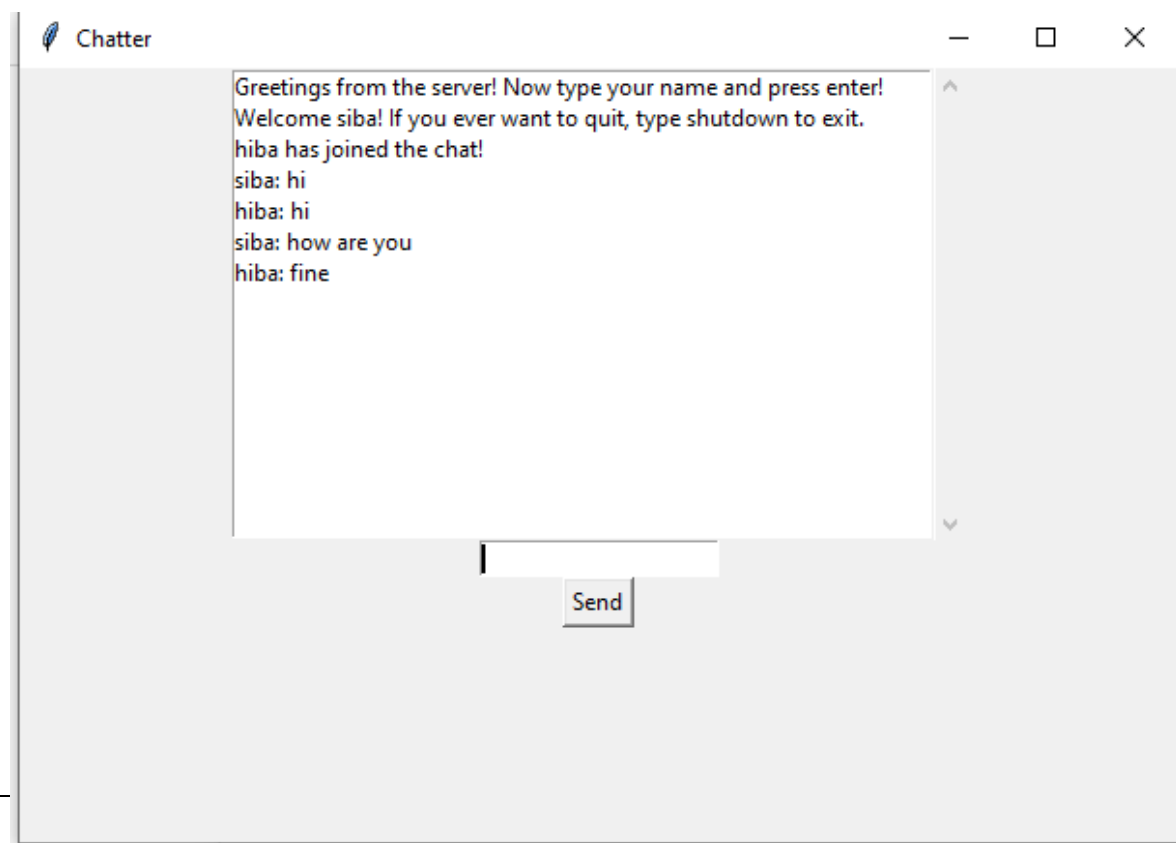 Chatter
Greetings from the server! Now type your name and press enter!
Welcome siba! If you ever want to quit, type shutdown to exit.
hiba has joined the chat!
siba: hi
hiba: hi
siba: how are you
hiba: fine
Send